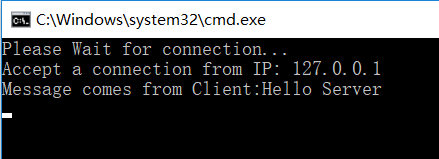 C:\Windows\system32\cmd.exe
Please Wait for connection...
Accept a connection from IP: 127.0.0.1
Message comes from Client:Hello Server